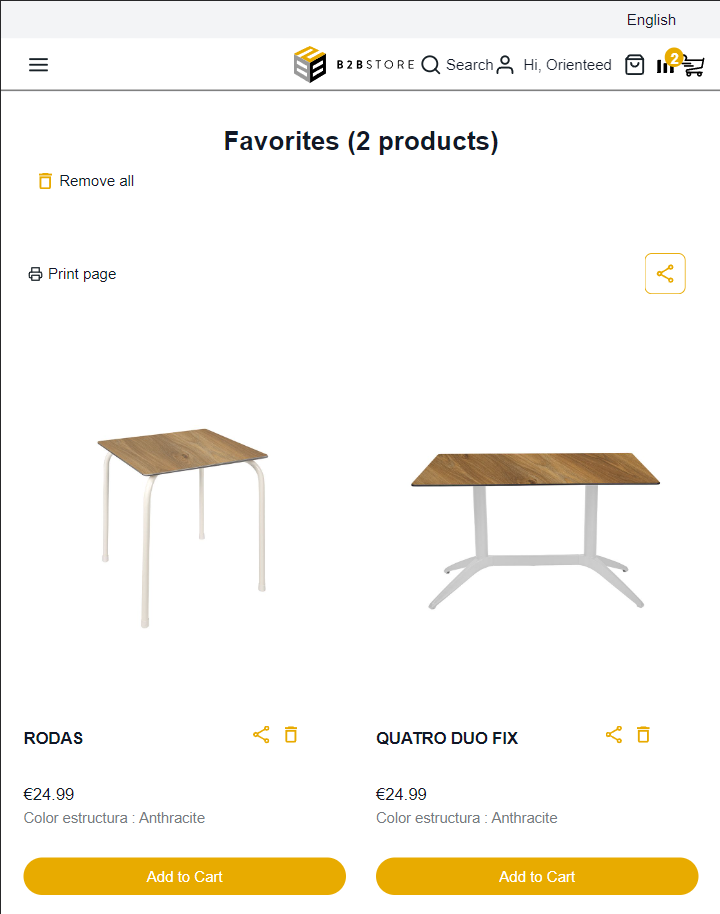 English
B2BSTORE Search Hi, Orienteed 2
Favorites (2 products)
Remove all
Print page
RODAS
€24.99
Color estructura : Anthracite
Add to Cart
QUATRO DUO FIX
€24.99
Color estructura : Anthracite
Add to Cart